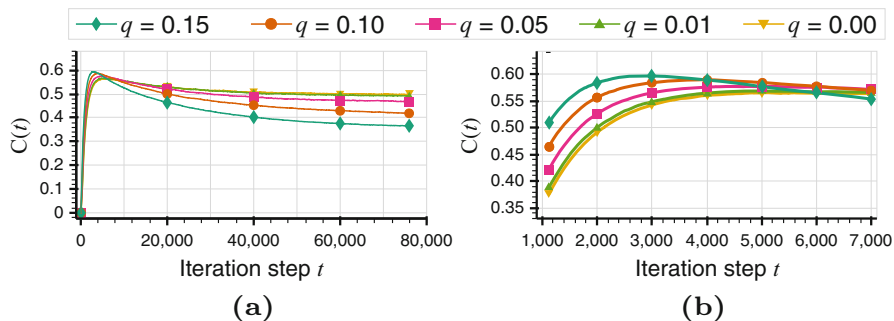 q = 0.15 q = 0.10 q = 0.05 q = 0.01 q = 0.00
C(t)
0.6
0.5
0.4
0.3
0.2
0.1
0
0 20,000 40,000 60,000 80,000
Iteration step t
(a)
C(t)
0.60
0.55
0.50
0.45
0.40
0.35
1,000 2,000 3,000 4,000 5,000 6,000 7,000
Iteration step t
(b)